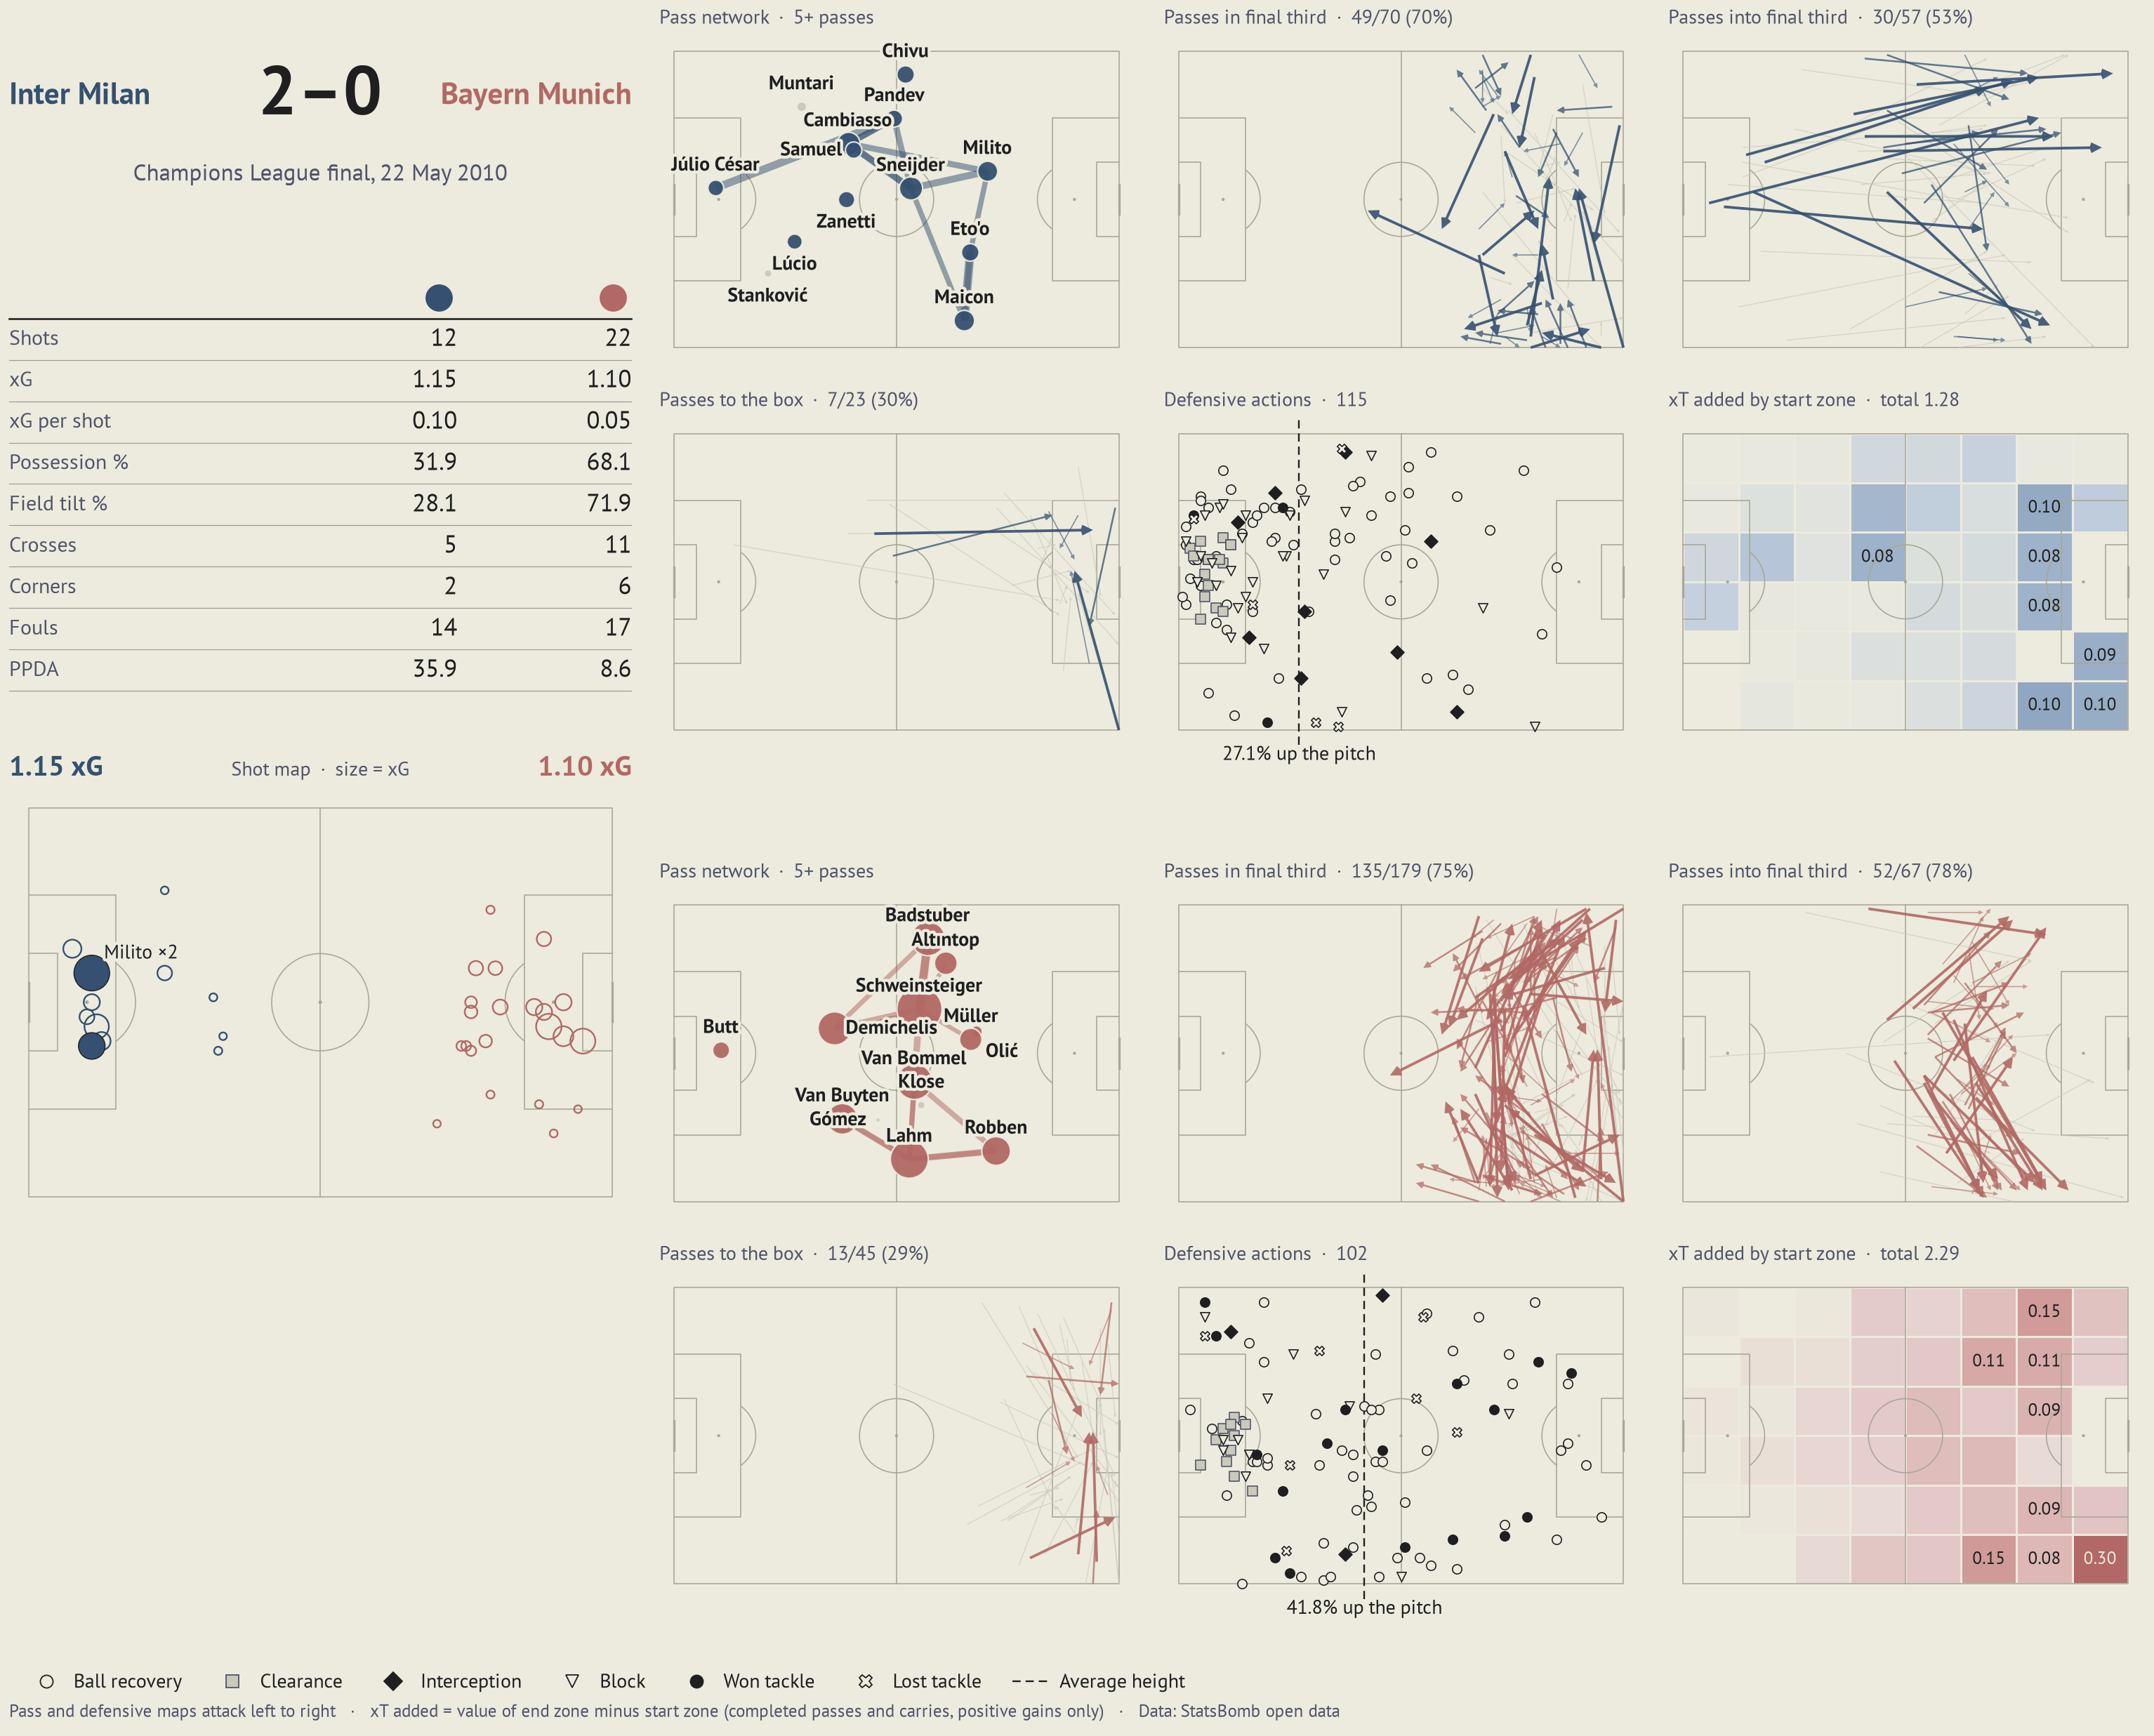 Inter Milan 2–0 Bayern Munich
Champions League final, 22 May 2010
Shots 12 22
xG 1.15 1.10
xG per shot 0.10 0.05
Possession % 31.9 68.1
Field tilt % 28.1 71.9
Crosses 5 11
Corners 2 6
Fouls 14 17
PPDA 35.9 8.6
1.15 xG Shot map · size = xG 1.10 xG
Milito ×2
Pass network · 5+ passes
Chivu
Muntari
Pandev
Cambiasso
Samuel
Milito
Júlio César
Sneijder
Zanetti
Eto'o
Lúcio
Stanković
Maicon
Passes in final third · 49/70 (70%)
Passes into final third · 30/57 (53%)
Passes to the box · 7/23 (30%)
Defensive actions · 115
27.1% up the pitch
xT added by start zone · total 1.28
0.10
0.08 0.08
0.08
0.09
0.10 0.10
Pass network · 5+ passes
Badstuber
Altıntop
Schweinsteiger
Müller
Butt
Demichelis
Olić
Van Bommel
Klose
Van Buyten
Gómez
Lahm
Robben
Passes in final third · 135/179 (75%)
Passes into final third · 52/67 (78%)
Passes to the box · 13/45 (29%)
Defensive actions · 102
41.8% up the pitch
xT added by start zone · total 2.29
0.15
0.11 0.11
0.09
0.09
0.15 0.08 0.30
Ball recovery Clearance Interception Block Won tackle Lost tackle Average height
Pass and defensive maps attack left to right · xT added = value of end zone minus start zone (completed passes and carries, positive gains only) · Data: StatsBomb open data